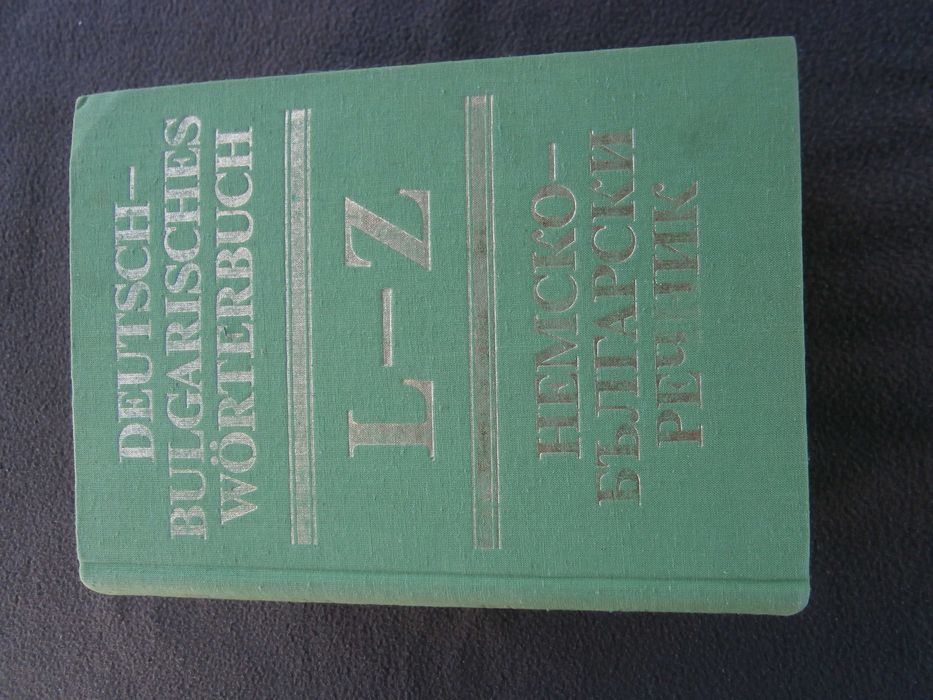 DEUTSCH–
BULGARISCHES
WÖRTERBUCH
L–Z
НЕМСКО–
БЪЛГАРСКИ
РЕЧНИК